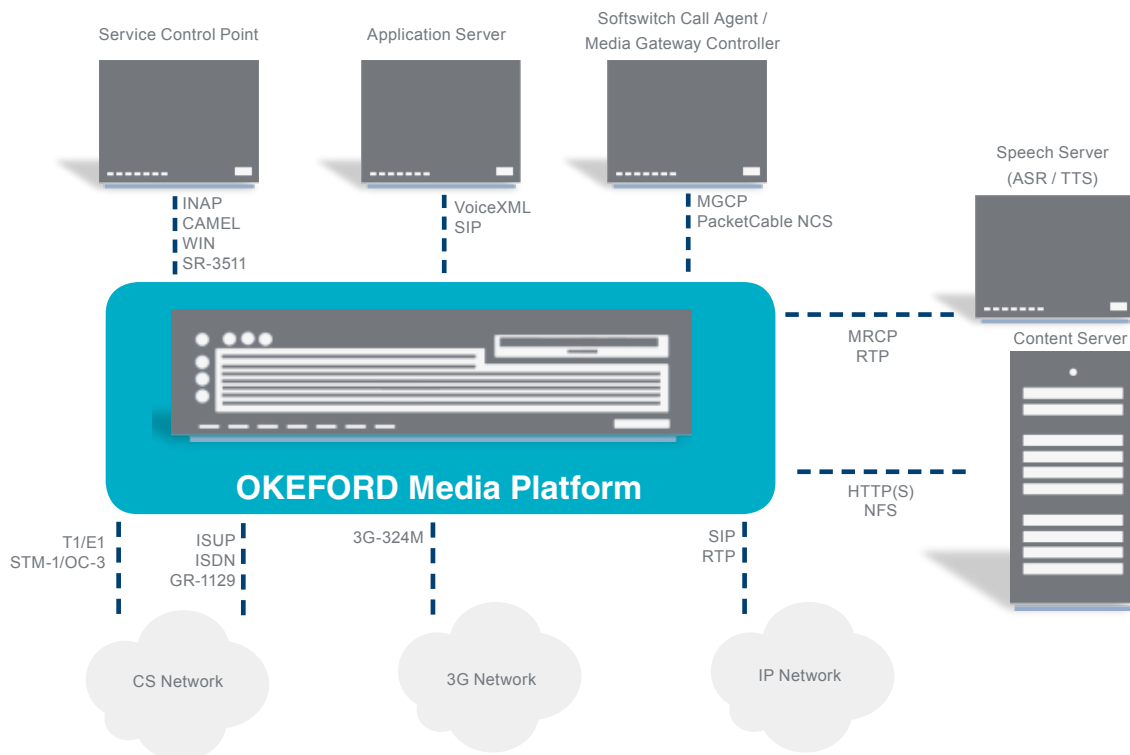 Service Control Point
Application Server
Softswitch Call Agent /
Media Gateway Controller
Speech Server
(ASR / TTS)
INAP
CAMEL
WIN
SR-3511
VoiceXML
SIP
MGCP
PacketCable NCS
MRCP
RTP
Content Server
OKEFORD Media Platform
HTTP(S)
NFS
T1/E1
STM-1/OC-3
ISUP
ISDN
GR-1129
3G-324M
SIP
RTP
CS Network
3G Network
IP Network